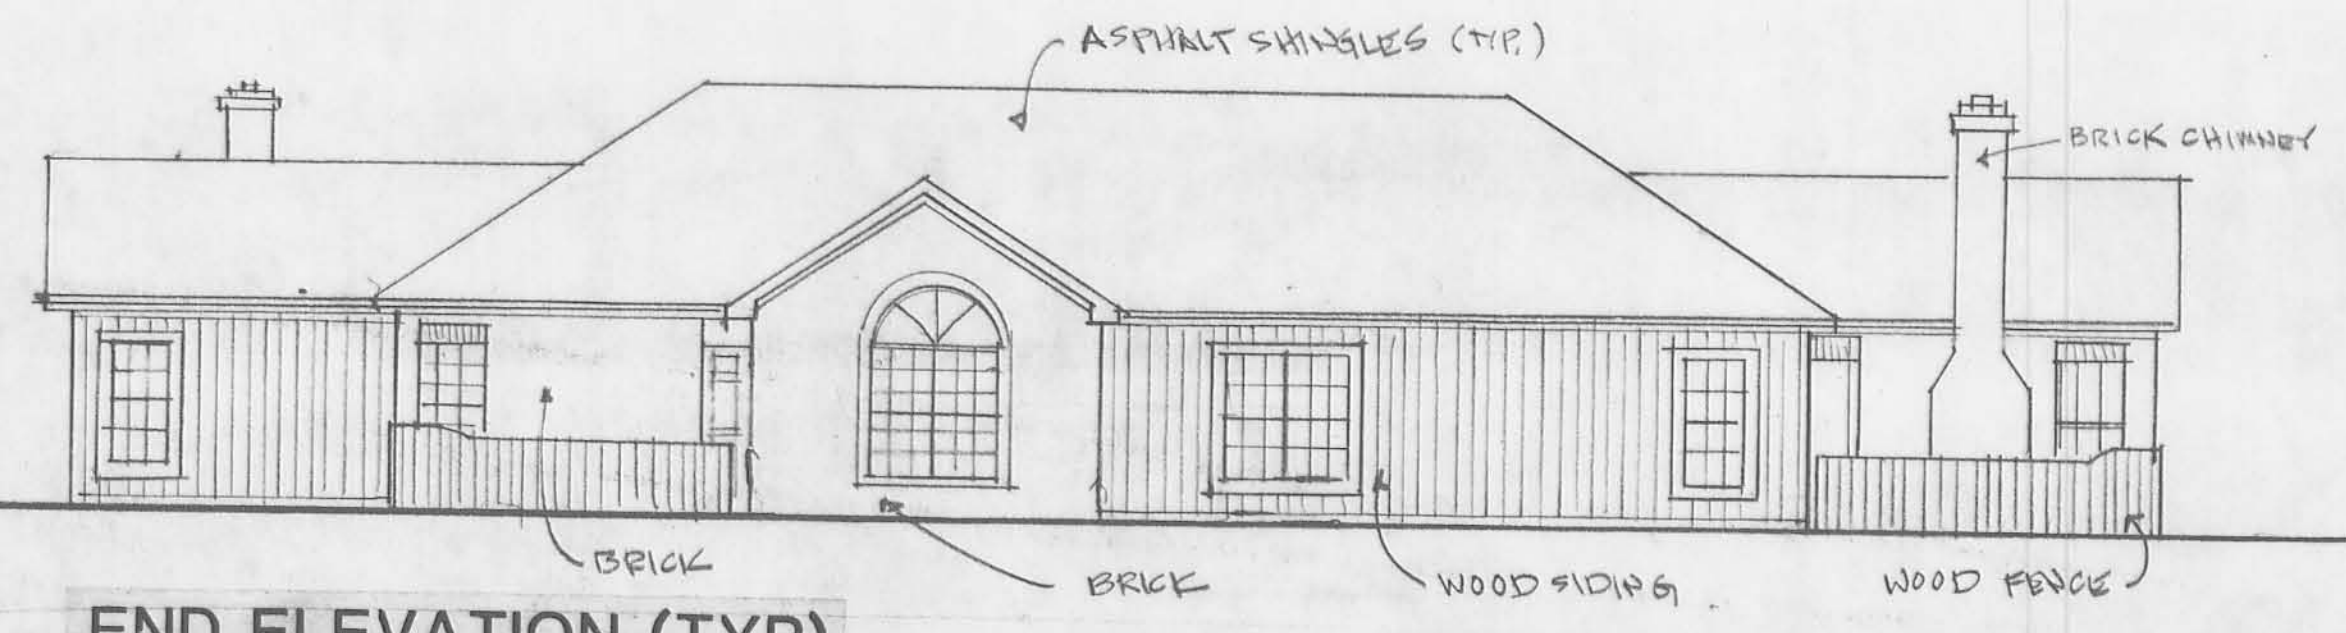 ASPHALT SHINGLES (TYP.)
BRICK CHIMNEY
BRICK
BRICK
WOOD SIDING
WOOD FENCE
END ELEVATION (TYP)